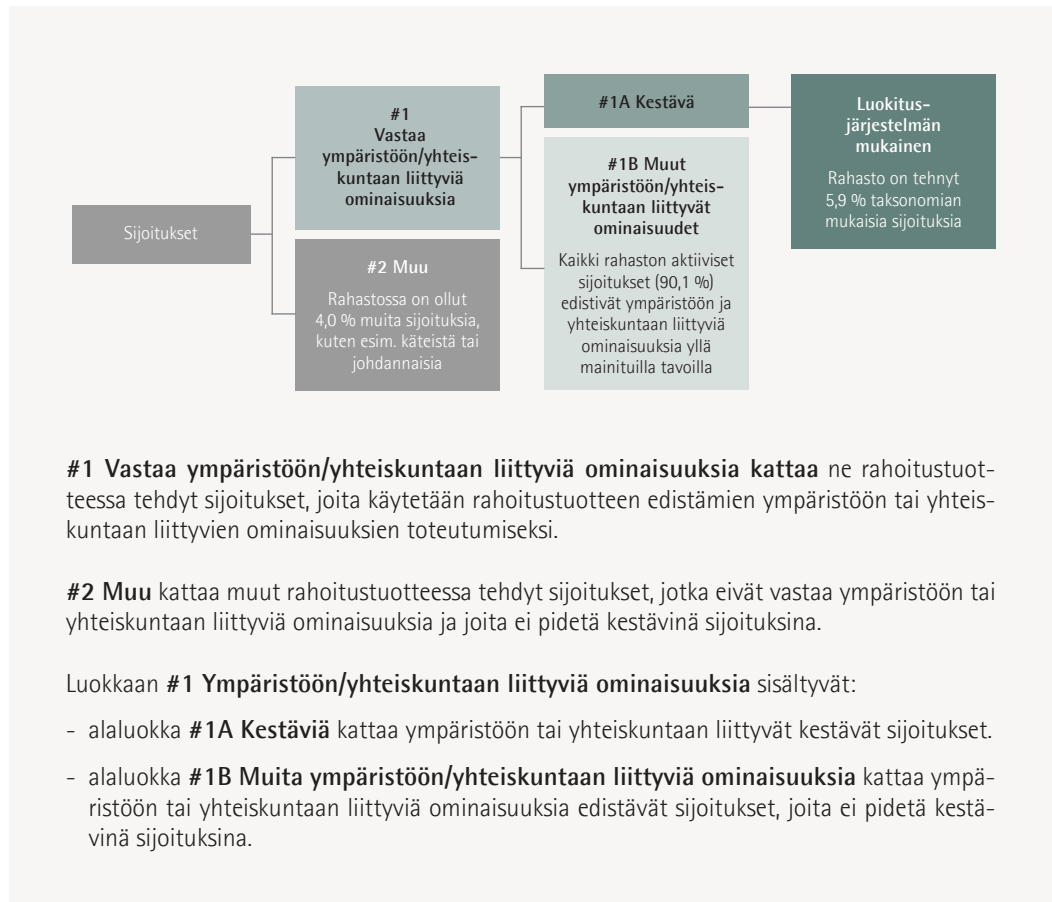 Sijoitukset
#1
Vastaa
ympäristöön/yhteis-
kuntaan liittyviä
ominaisuuksia
#2 Muu
Rahastossa on ollut
4,0 % muita sijoituksia,
kuten esim. käteistä tai
johdannaisia
#1A Kestävä
#1B Muut
ympäristöön/yhteis-
kuntaan liittyvät
ominaisuudet
Kaikki rahaston aktiiviset
sijoitukset (90,1 %)
edistivät ympäristöön ja
yhteiskuntaan liittyviä
ominaisuuksia yllä
mainituilla tavoilla
Luokitus-
järjestelmän
mukainen
Rahasto on tehnyt
5,9 % taksonomian
mukaisia sijoituksia
#1 Vastaa ympäristöön/yhteiskuntaan liittyviä ominaisuuksia kattaa ne rahoitustuot-
teessa tehdyt sijoitukset, joita käytetään rahoitustuotteen edistämien ympäristöön tai yhteis-
kuntaan liittyvien ominaisuuksien toteutumiseksi.
#2 Muu kattaa muut rahoitustuotteessa tehdyt sijoitukset, jotka eivät vastaa ympäristöön tai
yhteiskuntaan liittyviä ominaisuuksia ja joita ei pidetä kestävinä sijoituksina.
Luokkaan #1 Ympäristöön/yhteiskuntaan liittyviä ominaisuuksia sisältyvät:
- alaluokka #1A Kestäviä kattaa ympäristöön tai yhteiskuntaan liittyvät kestävät sijoitukset.
- alaluokka #1B Muita ympäristöön/yhteiskuntaan liittyviä ominaisuuksia kattaa ympä-
ristöön tai yhteiskuntaan liittyviä ominaisuuksia edistävät sijoitukset, joita ei pidetä kestä-
vinä sijoituksina.